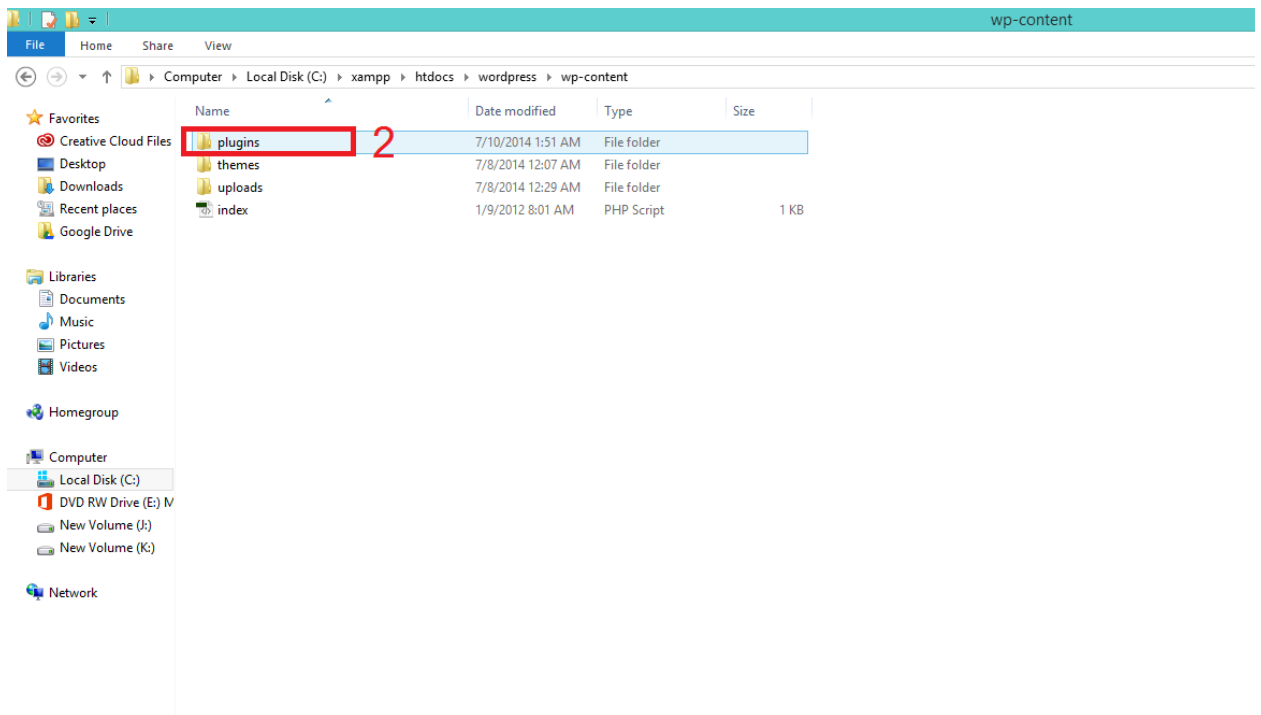 wp-content
File Home Share View
Computer Local Disk (C:) xampp htdocs wordpress wp-content
Name Date modified Type Size
Favorites
Creative Cloud Files
Desktop
Downloads
Recent places
Google Drive
Libraries
Documents
Music
Pictures
Videos
Homegroup
Computer
Local Disk (C:)
DVD RW Drive (E:) M
New Volume (J:)
New Volume (K:)
Network
plugins 2 7/10/2014 1:51 AM File folder
themes 7/8/2014 12:07 AM File folder
uploads 7/8/2014 12:29 AM File folder
index 1/9/2012 8:01 AM PHP Script 1 KB